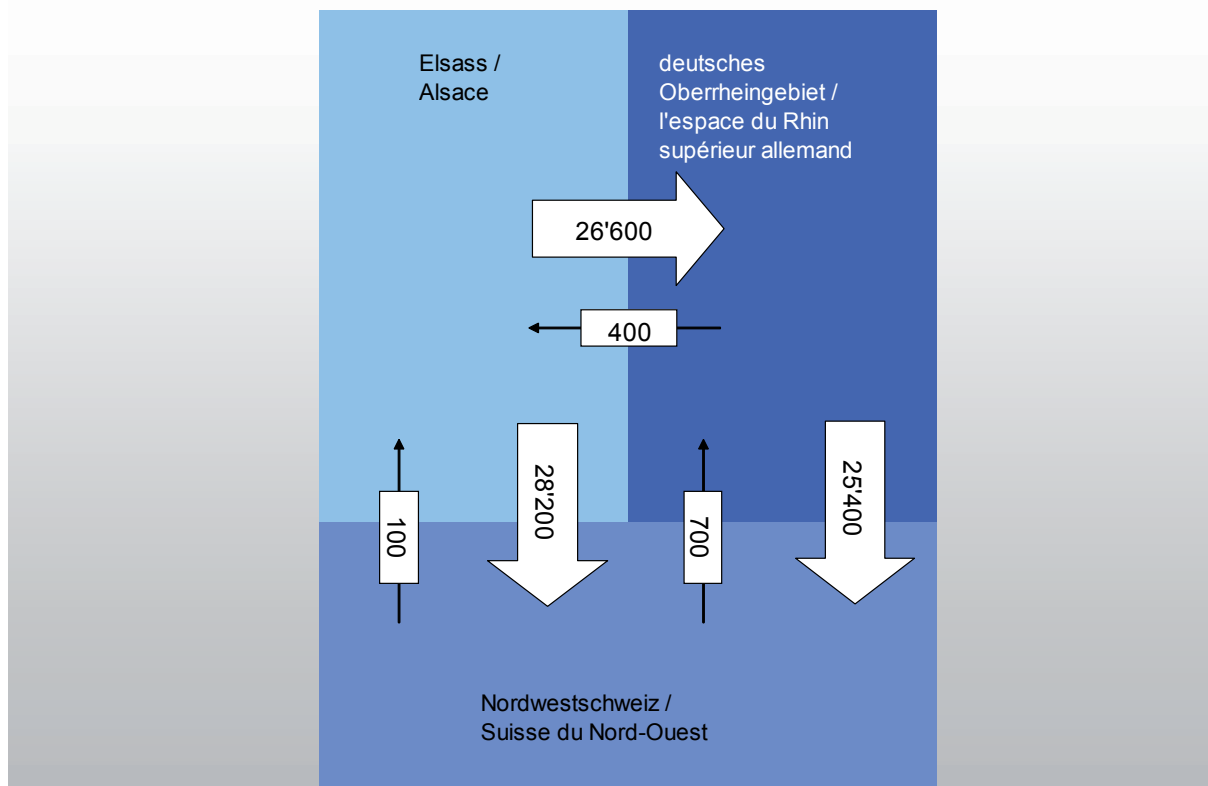 Elsass /
Alsace
deutsches
Oberrheingebiet /
l'espace du Rhin
supérieur allemand
26'600
400
100
28'200
700
25'400
Nordwestschweiz /
Suisse du Nord-Ouest